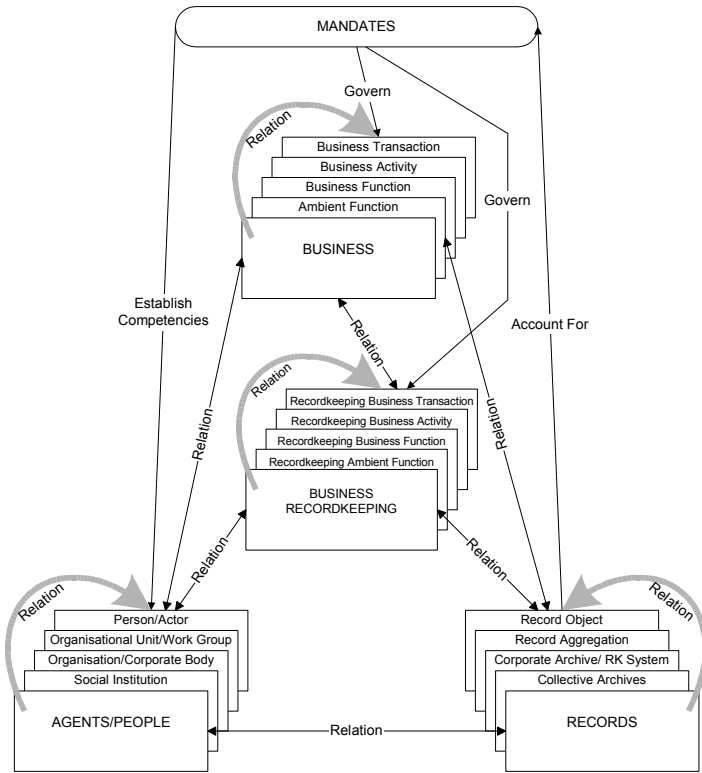 MANDATES
Govern
Relation
Business Transaction
Business Activity
Business Function
Ambient Function
BUSINESS
Govern
Establish
Competencies
Account For
Relation
Relation
Recordkeeping Business Transaction
Recordkeeping Business Activity
Recordkeeping Business Function
Recordkeeping Ambient Function
BUSINESS
RECORDKEEPING
Relation
Relation
Relation
Relation
Relation
Person/Actor
Organisational Unit/Work Group
Organisation/Corporate Body
Social Institution
AGENTS/PEOPLE
Relation
Relation
Record Object
Record Aggregation
Corporate Archive/ RK System
Collective Archives
RECORDS
Relation